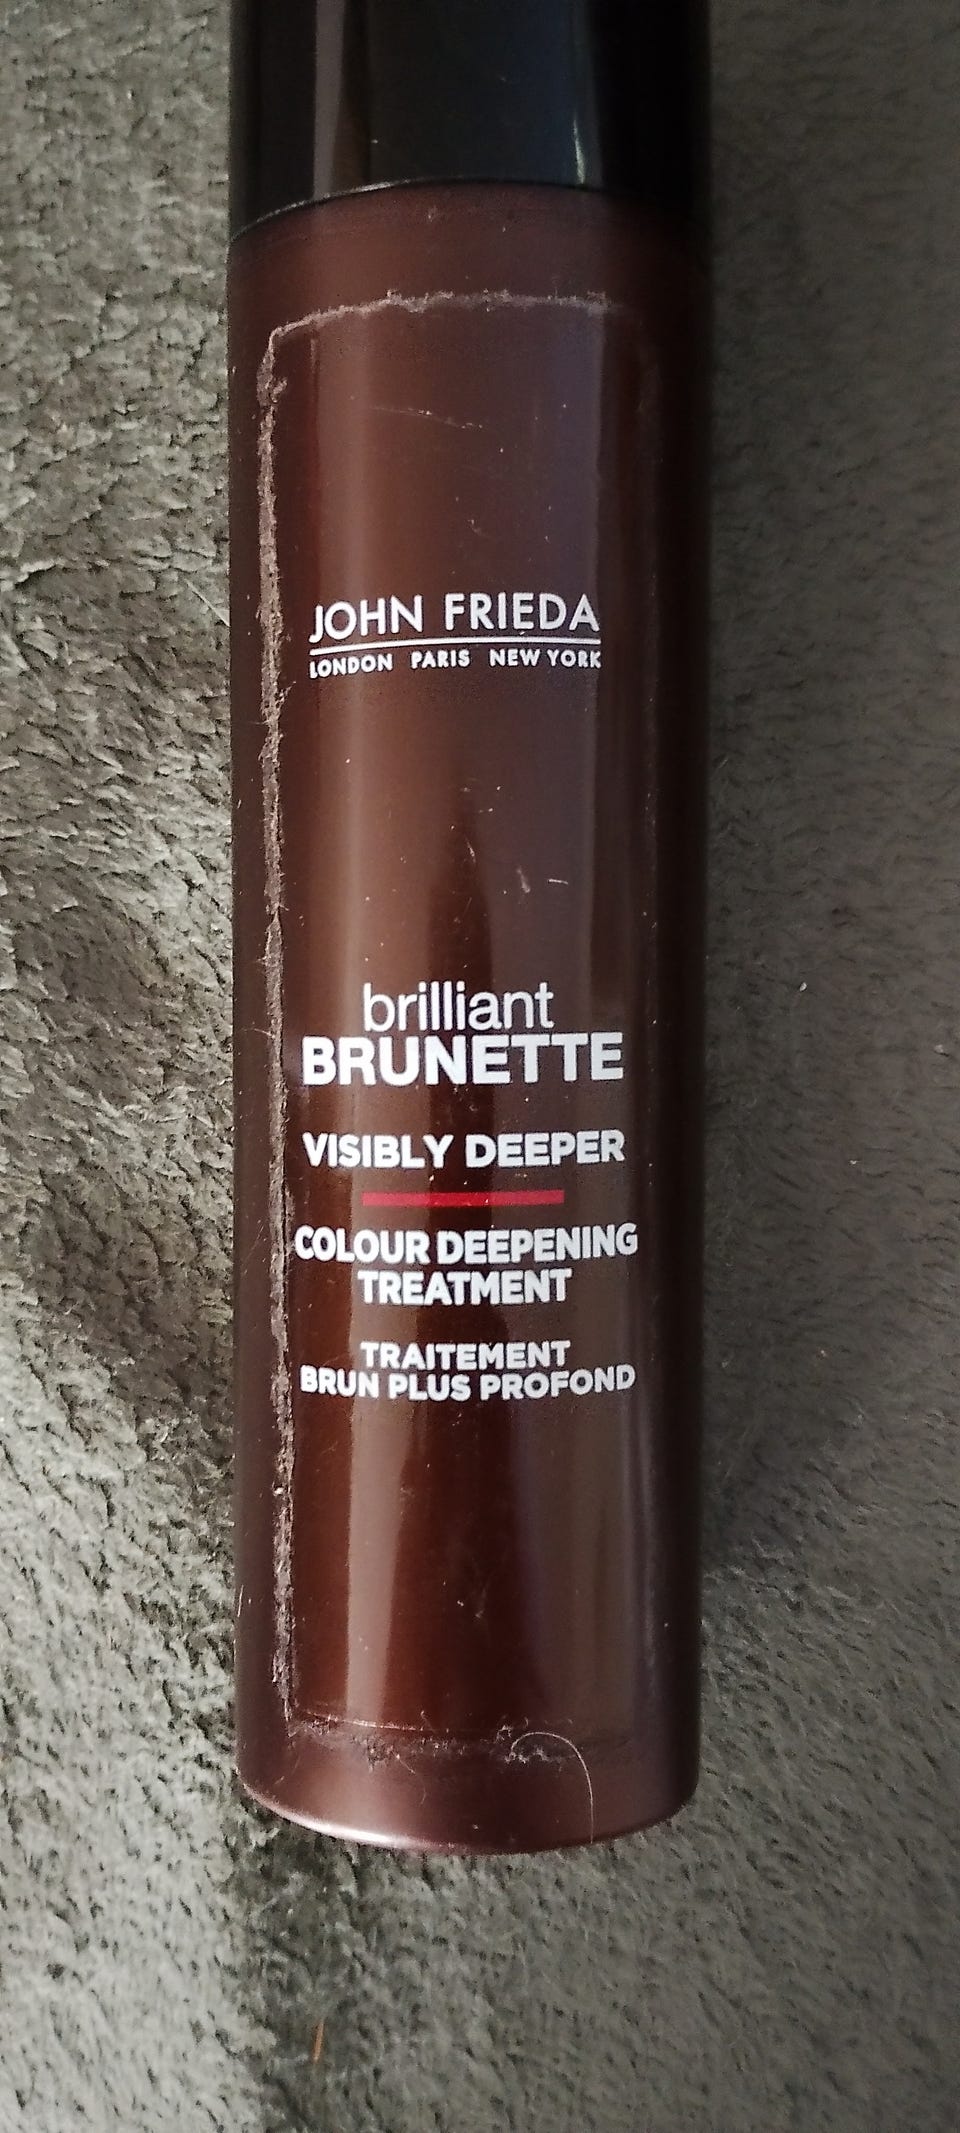 JOHN FRIEDA
LONDON PARIS NEW YORK
brilliant
BRUNETTE
VISIBLY DEEPER
COLOUR DEEPENING
TREATMENT
TRAITEMENT
BRUN PLUS PROFOND